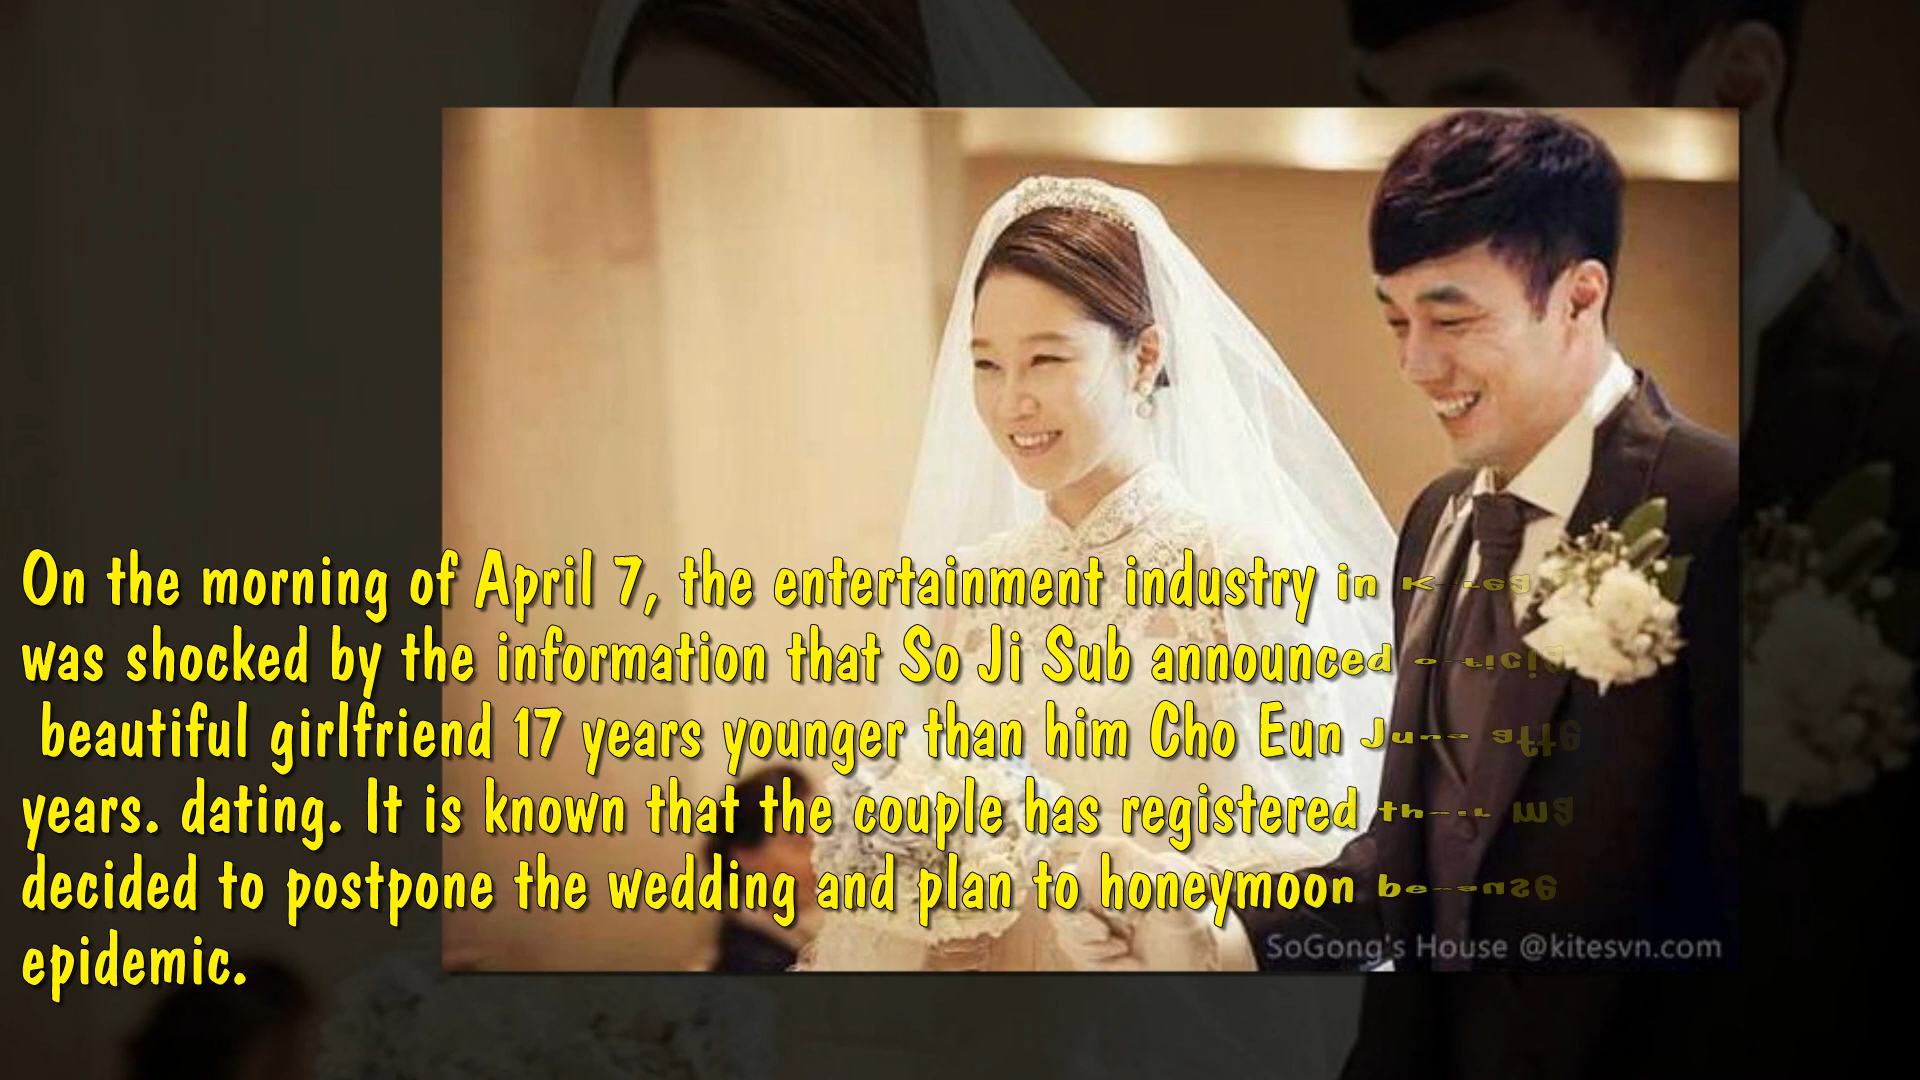 On the morning of April 7, the entertainment industry in
was shocked by the information that So Ji Sub announced
beautiful girlfriend 17 years younger than him Cho Eun
years. dating. It is known that the couple has registered
decided to postpone the wedding and plan to honeymoon because
epidemic.
SoGong's House @kitesvn.com